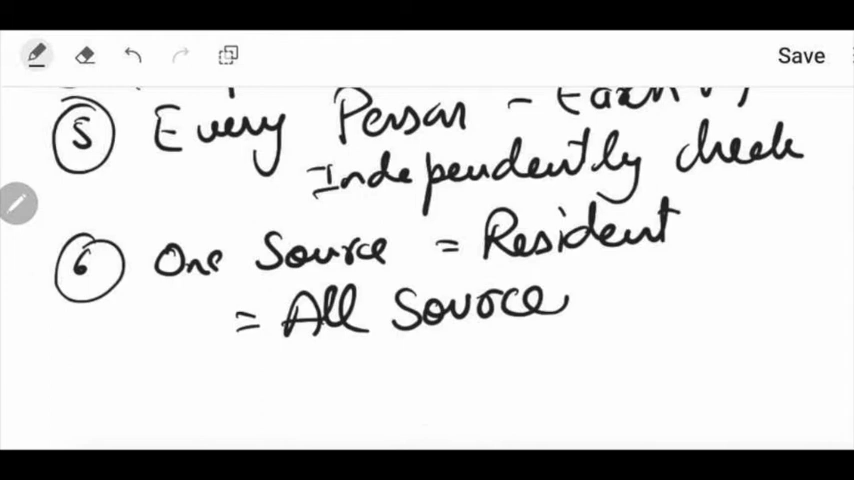 Save
5 Every Person -
Independently check
6 One Source = Resident
= All Source